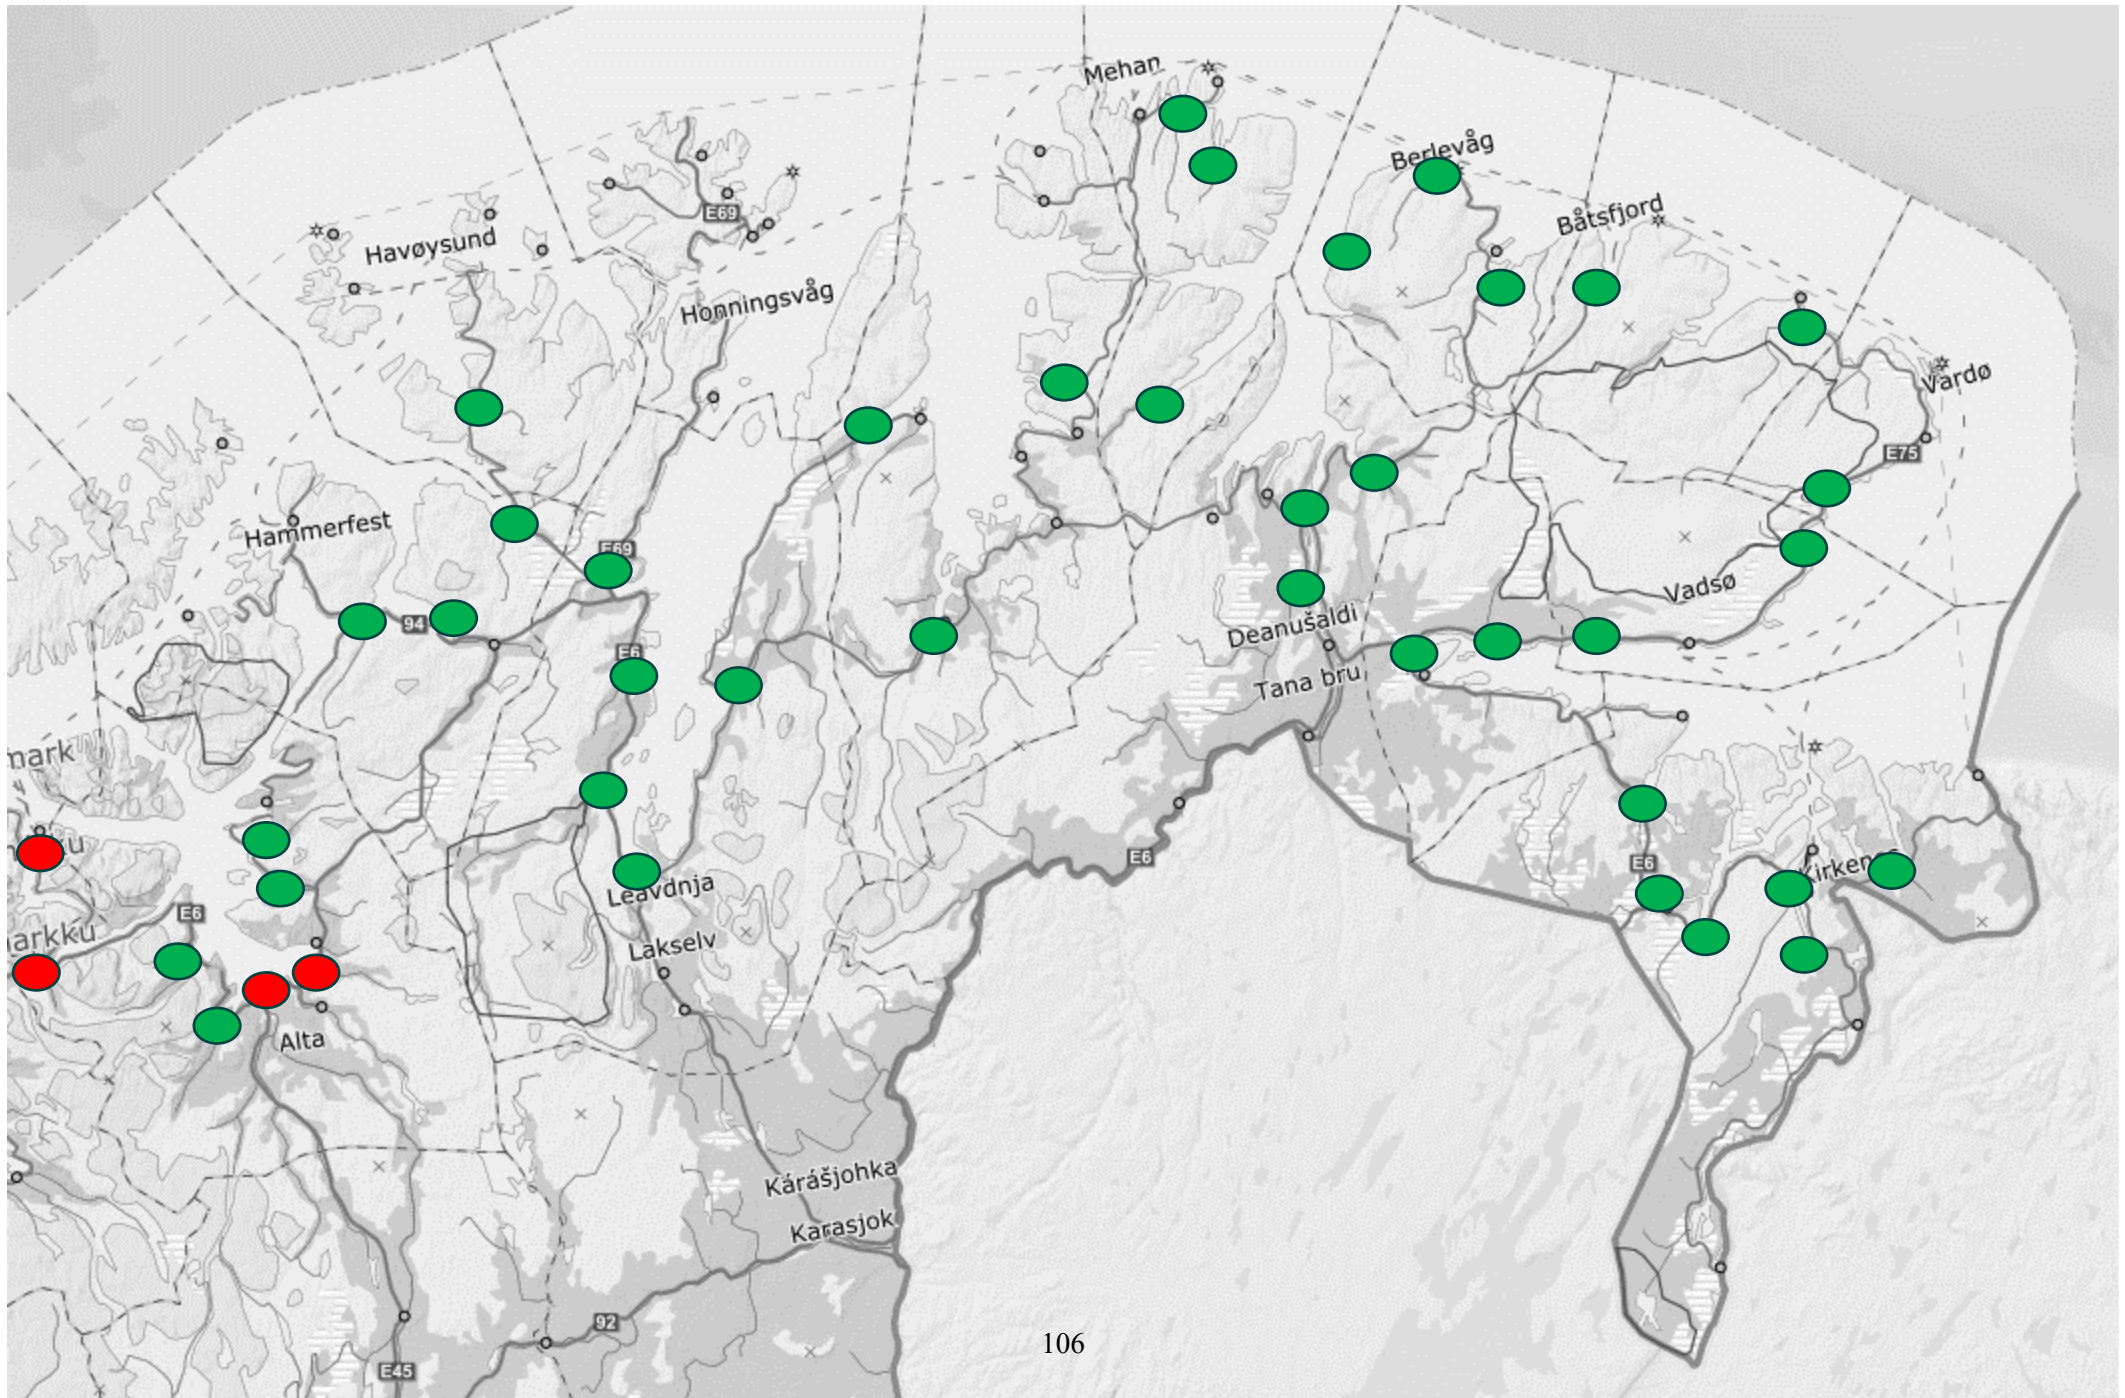 Mehan
Berlevåg
Båtsfjord
E69
Havøysund
Honningsvåg
Vardø
E75
Hammerfest
E69
94
Vadsø
Deanušaldi
E6
Tana bru
mark
E6
E6
Leavdnja
E6
arkku
Lakselv
Alta
Kárášjohka
Karasjok
92
106
E45